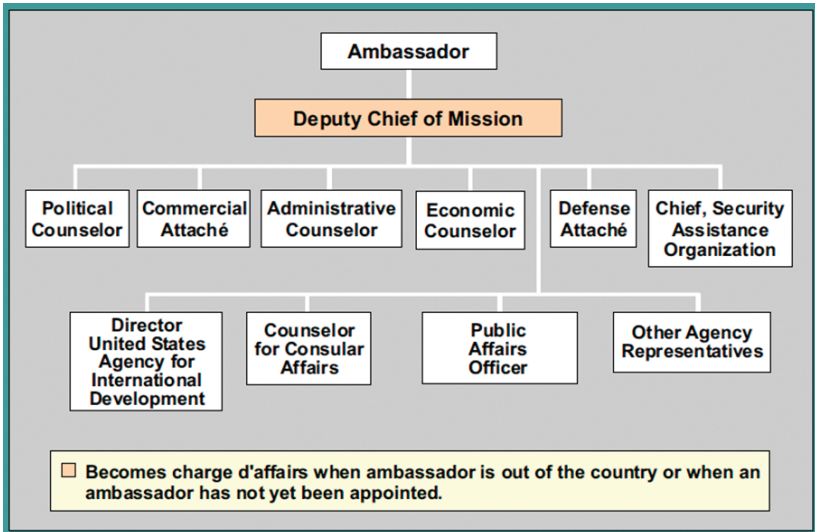 Ambassador
Deputy Chief of Mission
Political
Counselor
Commercial
Attaché
Administrative
Counselor
Economic
Counselor
Defense
Attaché
Chief, Security
Assistance
Organization
Director
United States
Agency for
International
Development
Counselor
for Consular
Affairs
Public
Affairs
Officer
Other Agency
Representatives
Becomes charge d'affairs when ambassador is out of the country or when an
ambassador has not yet been appointed.